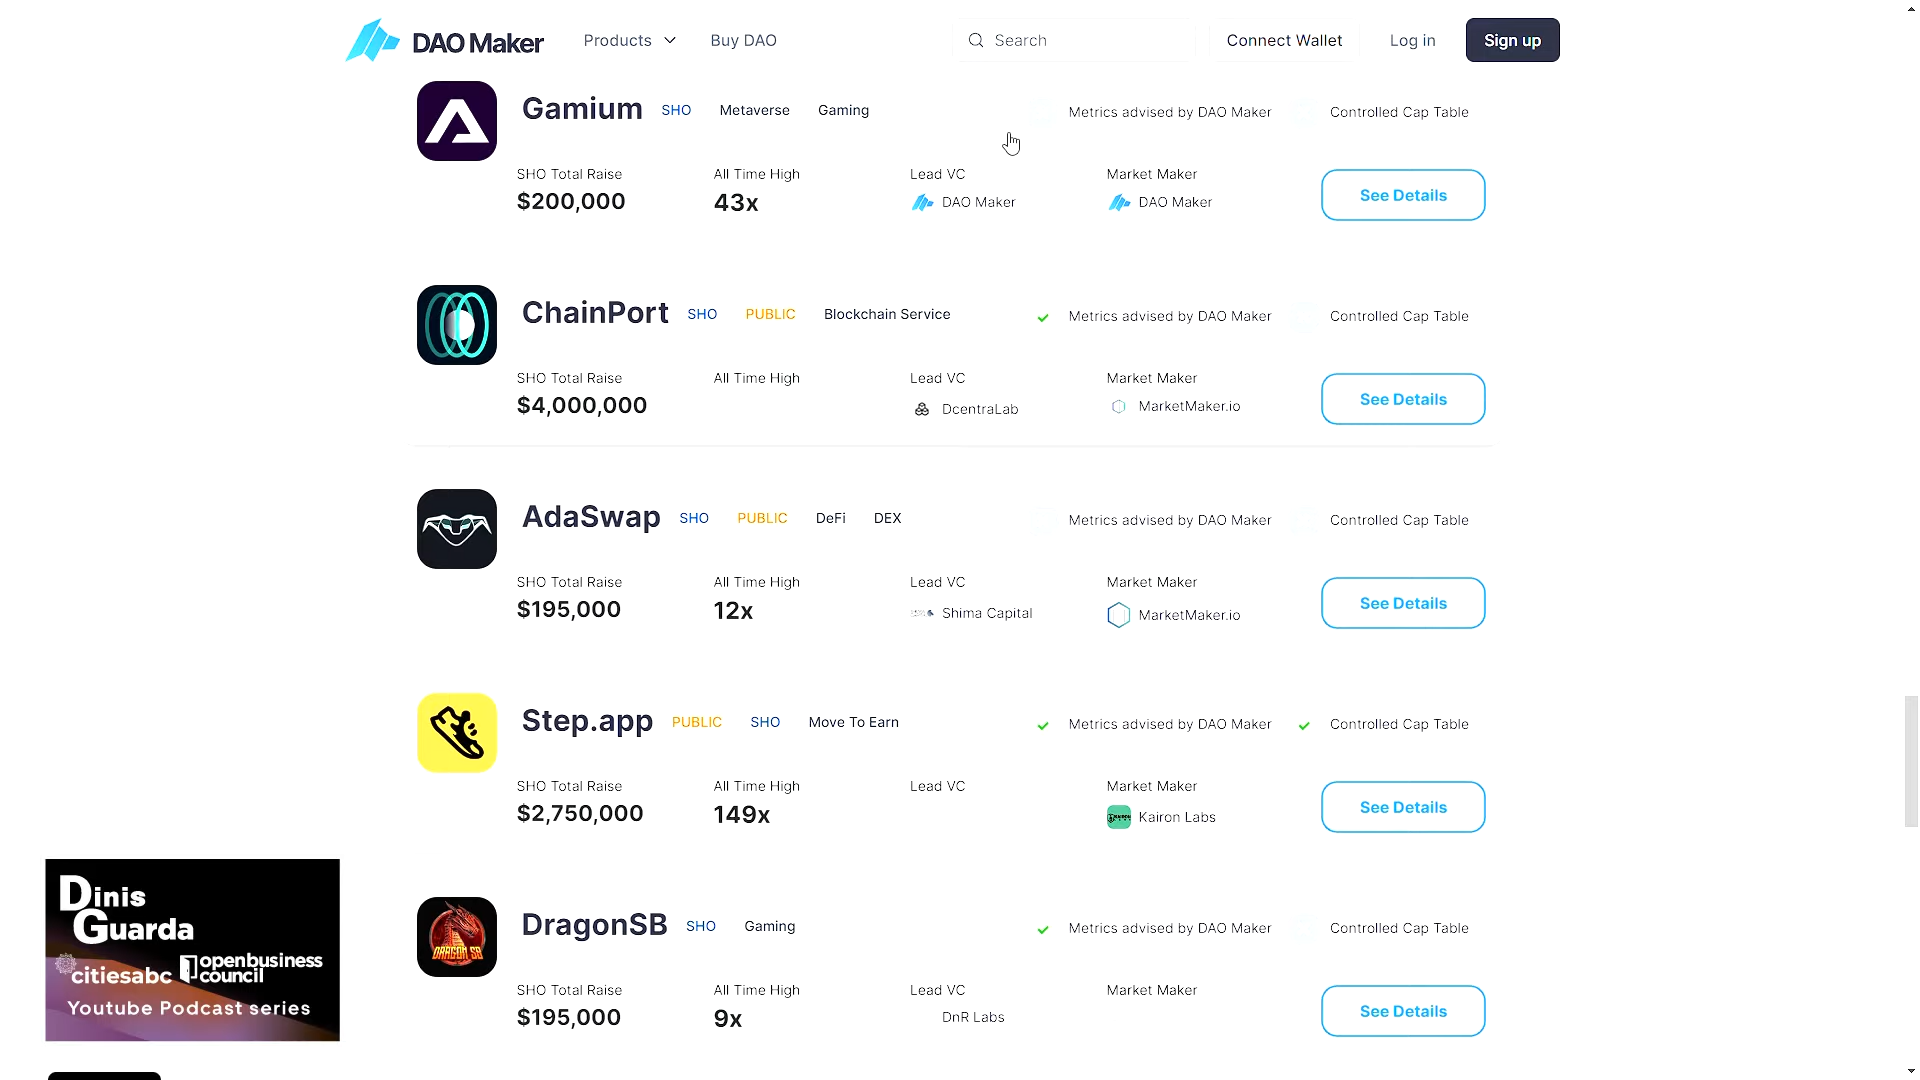 DAO Maker Products Buy DAO Search Connect Wallet Log in Sign up
Gamium SHO Metaverse Gaming Metrics advised by DAO Maker Controlled Cap Table
SHO Total Raise All Time High Lead VC Market Maker
$200,000 43x DAO Maker DAO Maker See Details
ChainPort SHO PUBLIC Blockchain Service Metrics advised by DAO Maker Controlled Cap Table
SHO Total Raise All Time High Lead VC Market Maker
$4,000,000 DcentraLab MarketMaker.io See Details
AdaSwap SHO PUBLIC DeFi DEX Metrics advised by DAO Maker Controlled Cap Table
SHO Total Raise All Time High Lead VC Market Maker
$195,000 12x Shima Capital MarketMaker.io See Details
Step.app PUBLIC SHO Move To Earn Metrics advised by DAO Maker Controlled Cap Table
SHO Total Raise All Time High Lead VC Market Maker
$2,750,000 149x Kairon Labs See Details
DRAGON SB
DragonSB SHO Gaming Metrics advised by DAO Maker Controlled Cap Table
SHO Total Raise All Time High Lead VC Market Maker
$195,000 9x DnR Labs See Details
Dinis
Guarda
citiesabc openbusiness
council
Youtube Podcast series